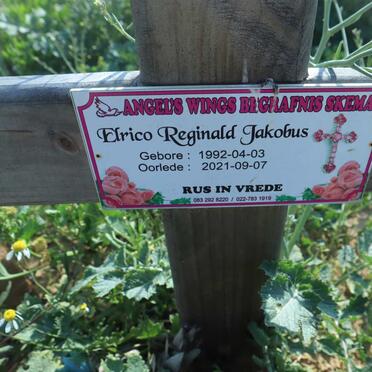 ANGEL'S WINGS BEGRAFNIS SKEMA
Elrico Reginald Jakobus
Gebore : 1992-04-03
Oorlede : 2021-09-07
RUS IN VREDE
083 292 8220 / 022-783 1919